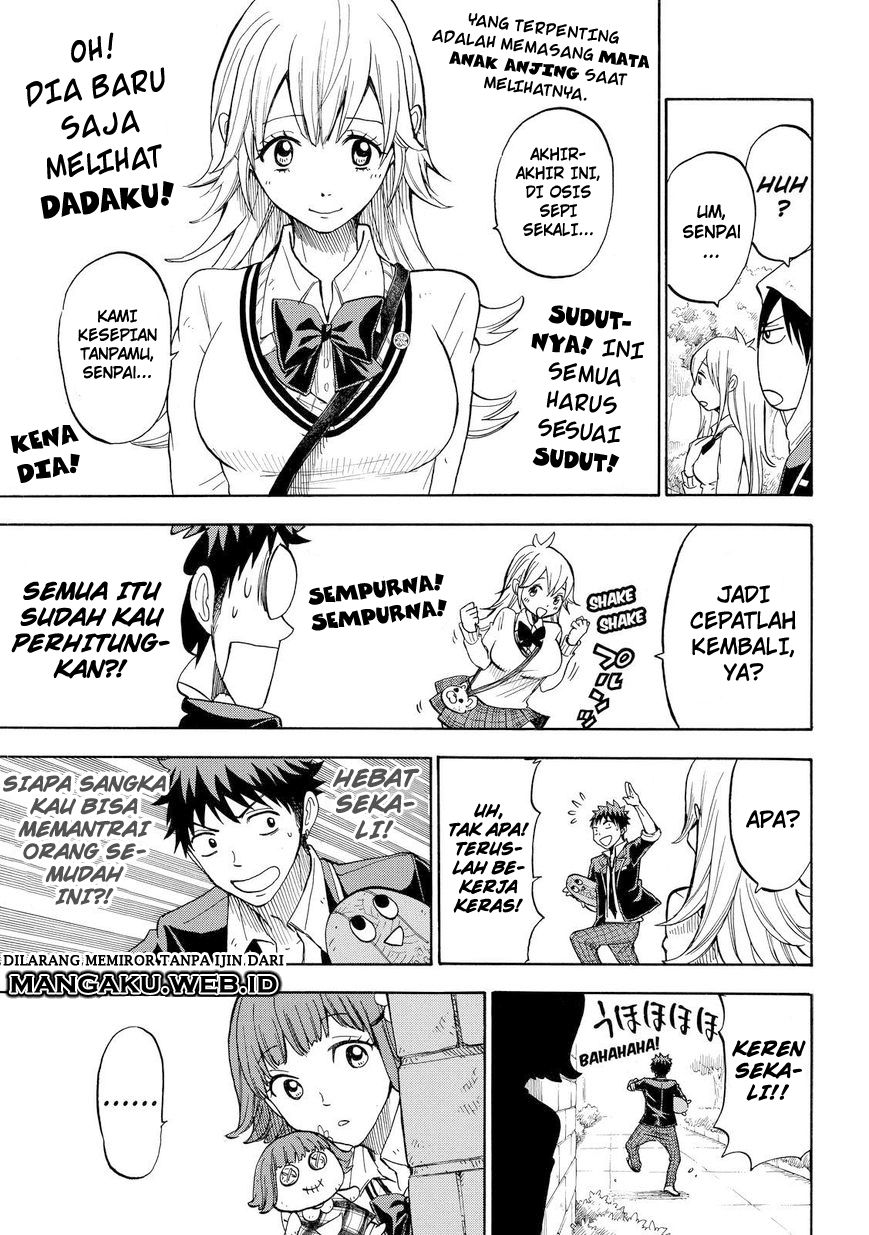 HUH
?
UM,
SENPAI
...
YANG TERPENTING
ADALAH MEMASANG MATA
ANAK ANJING SAAT
MELIHATNYA.
AKHIR-
AKHIR INI,
DI OSIS
SEPI
SEKALI...
OH!
DIA BARU
SAJA
MELIHAT
DADAKU!
SUDUT-
NYA! INI
SEMUA
HARUS
SESUAI
SUDUT!
KAMI
KESEPIAN
TANPAMU,
SENPAI...
KENA
DIA!
JADI
CEPATLAH
KEMBALI,
YA?
SHAKE
SHAKE
SEMPURNA!
SEMPURNA!
SEMUA ITU
SUDAH KAU
PERHITUNG-
KAN?!
APA?
UH,
TAK APA!
TERUS-
LAH BE-
KERJA
KERAS!
HEBAT
SEKA-
LI!
SIAPA SANGKA
KAU BISA
MEMANTRAI
ORANG SE-
MUDAH
INI?!
DILARANG MEMIROR TANPA IJIN DARI
MANGAKU.WEB.ID
KEREN
SEKA-
LI!!
うほほほほ
BAHAHAHA!
......